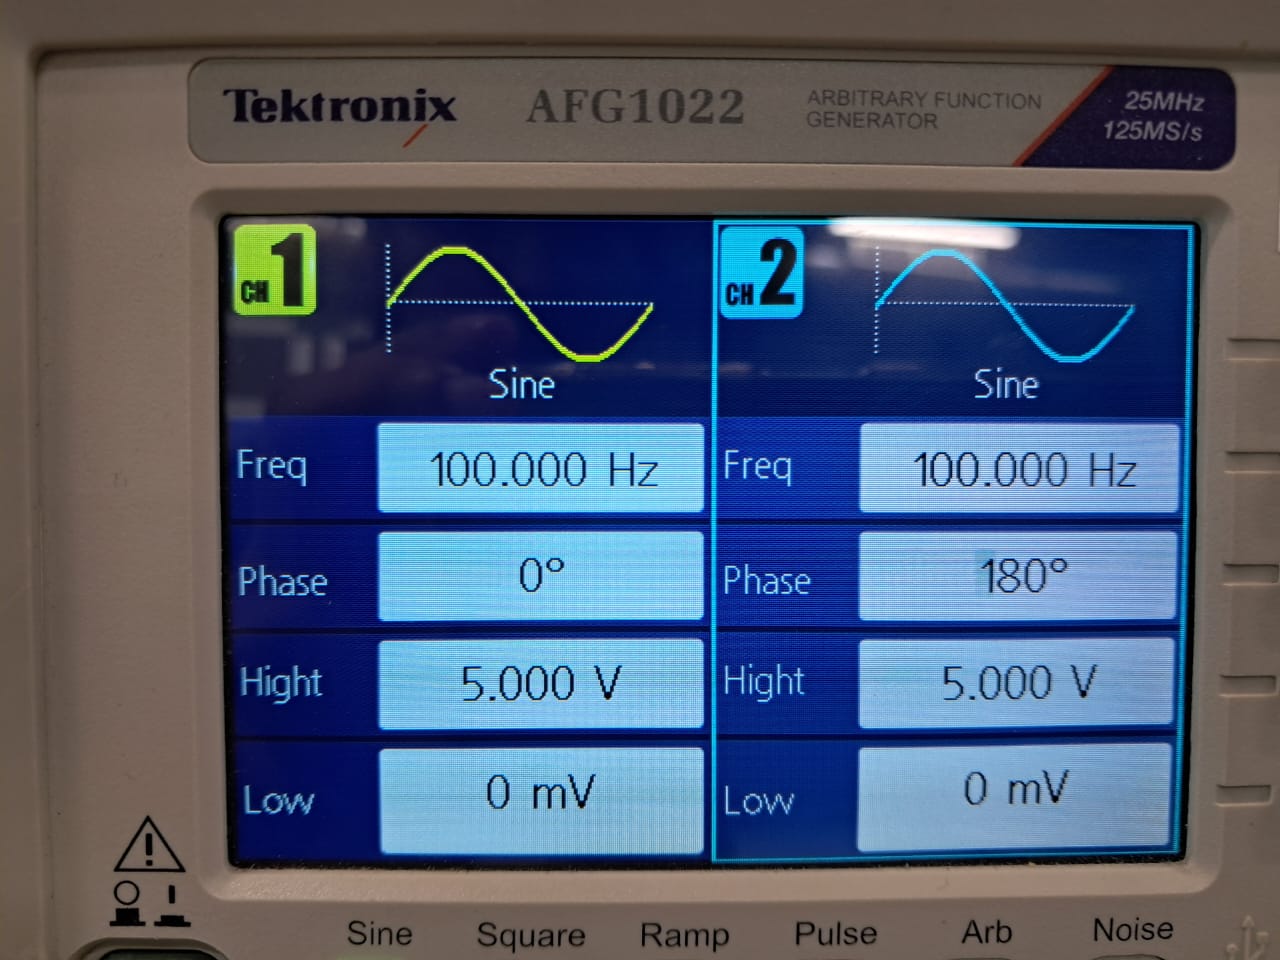 Tektronix AFG1022 ARBITRARY FUNCTION GENERATOR 25MHz 125MS/s
CH 1
Sine
Freq 100.000 Hz
Phase 0°
Hight 5.000 V
Low 0 mV
CH 2
Sine
Freq 100.000 Hz
Phase 180°
Hight 5.000 V
Low 0 mV
Sine Square Ramp Pulse Arb Noise